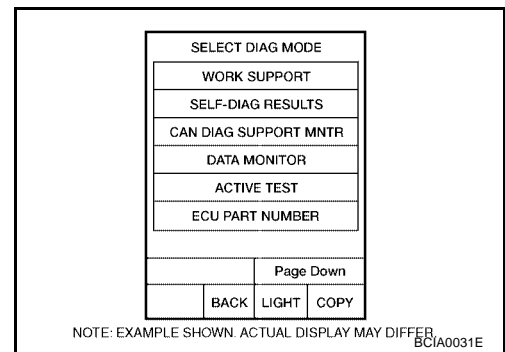 SELECT DIAG MODE
WORK SUPPORT
SELF-DIAG RESULTS
CAN DIAG SUPPORT MNTR
DATA MONITOR
ACTIVE TEST
ECU PART NUMBER
Page Down
BACK LIGHT COPY
NOTE: EXAMPLE SHOWN. ACTUAL DISPLAY MAY DIFFER.
BCIA0031E